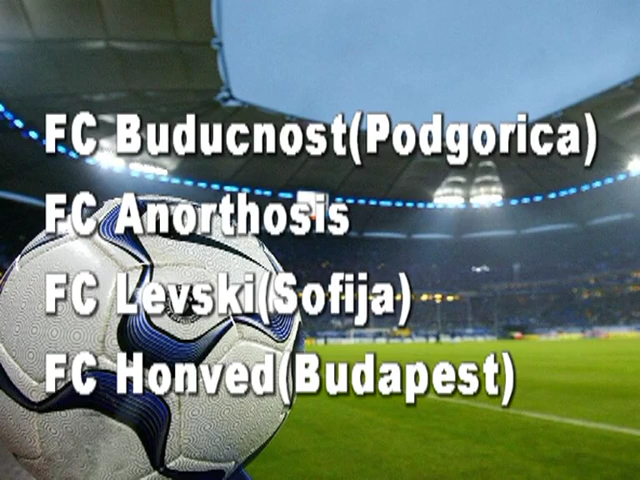 FC Buducnost(Podgorica)
FC Anorthosis
FC Levski(Sofija)
FC Honved(Budapest)